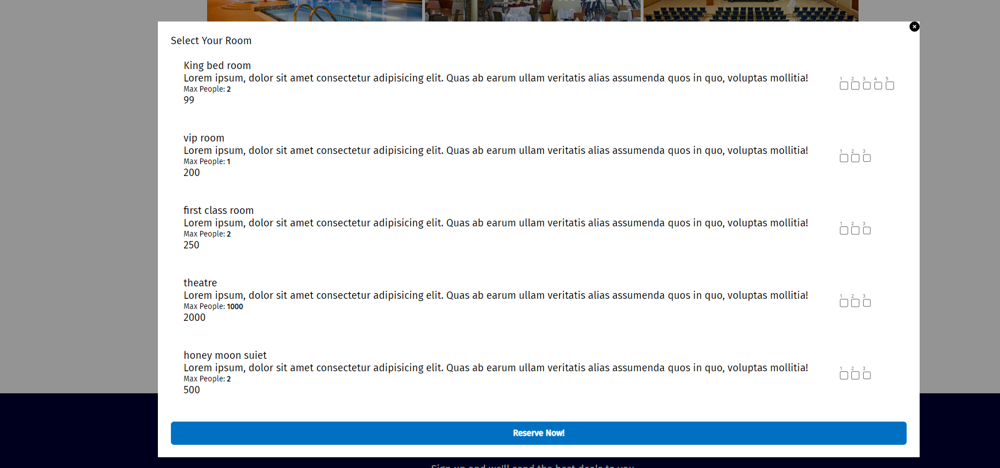 Select Your Room
King bed room
Lorem ipsum, dolor sit amet consectetur adipisicing elit. Quas ab earum ullam veritatis alias assumenda quos in quo, voluptas mollitia!
Max People: 2
99
1 2 3 4 5
vip room
Lorem ipsum, dolor sit amet consectetur adipisicing elit. Quas ab earum ullam veritatis alias assumenda quos in quo, voluptas mollitia!
Max People: 1
200
1 2 3
first class room
Lorem ipsum, dolor sit amet consectetur adipisicing elit. Quas ab earum ullam veritatis alias assumenda quos in quo, voluptas mollitia!
Max People: 2
250
1 2 3
theatre
Lorem ipsum, dolor sit amet consectetur adipisicing elit. Quas ab earum ullam veritatis alias assumenda quos in quo, voluptas mollitia!
Max People: 1000
2000
1 2 3
honey moon suiet
Lorem ipsum, dolor sit amet consectetur adipisicing elit. Quas ab earum ullam veritatis alias assumenda quos in quo, voluptas mollitia!
Max People: 2
500
1 2 3
Reserve Now!
Sign up and we'll send the best deals to you